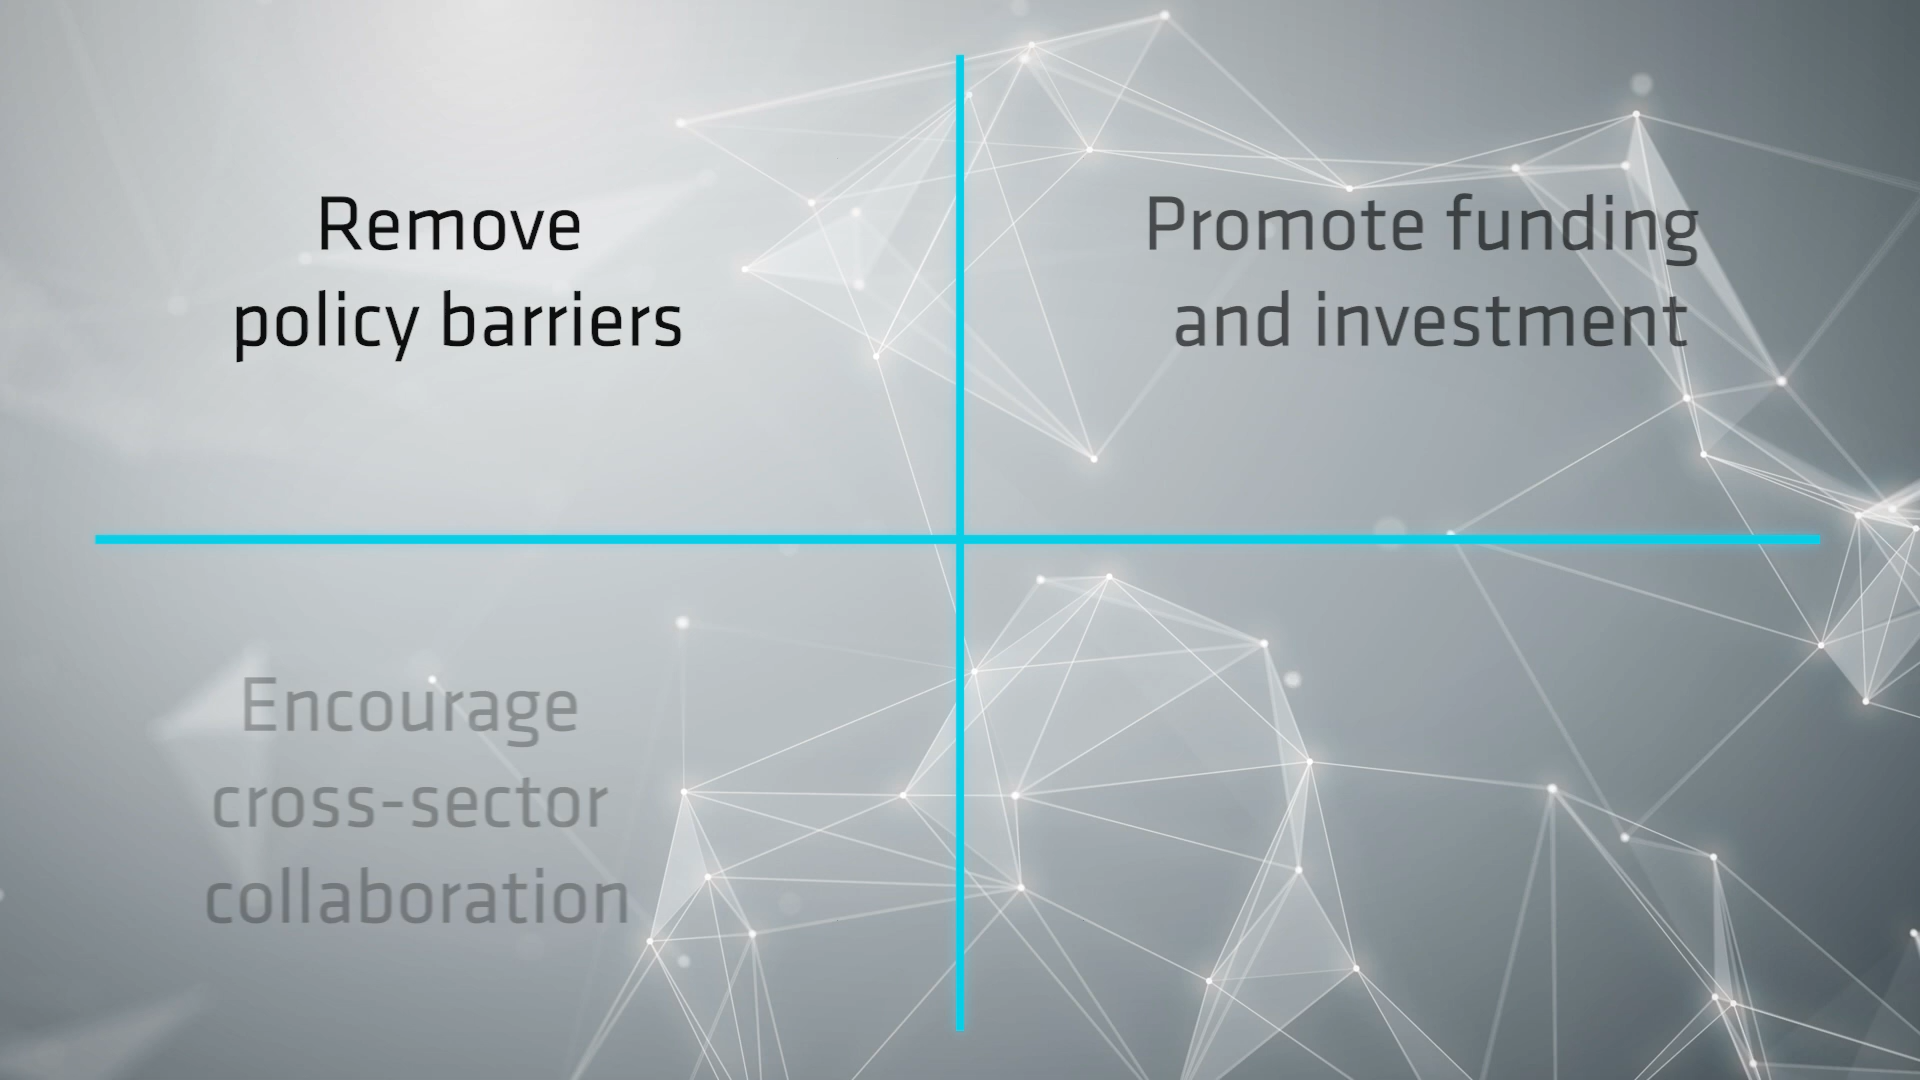 Remove
policy barriers
Promote funding
and investment
Encourage
cross-sector
collaboration